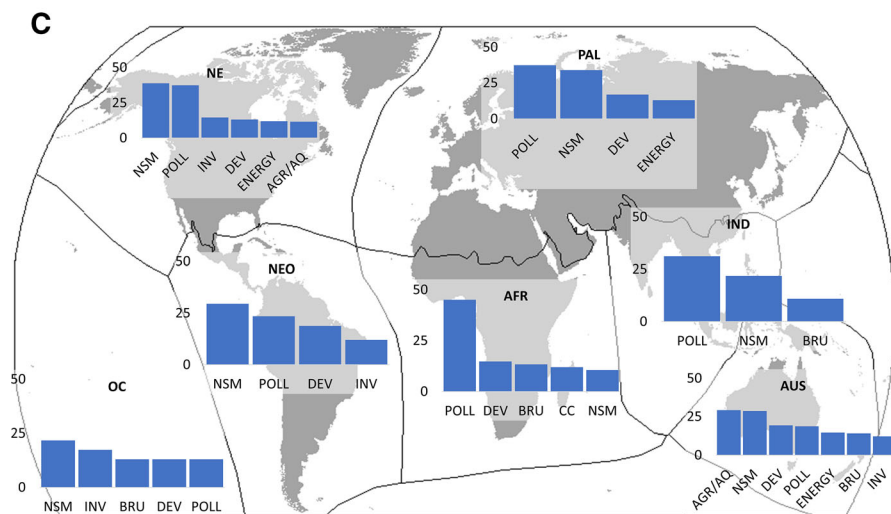 C
NE
50
25
0
NSM POLL INV DEV ENERGY AGR/AQ
PAL
50
25
0
POLL NSM DEV ENERGY
IND
50
25
0
POLL NSM BRU
NEO
50
25
0
NSM POLL DEV INV
AFR
50
25
0
POLL DEV BRU CC NSM
OC
50
25
0
NSM INV BRU DEV POLL
AUS
50
25
0
AGR/AQ NSM DEV POLL ENERGY BRU INV